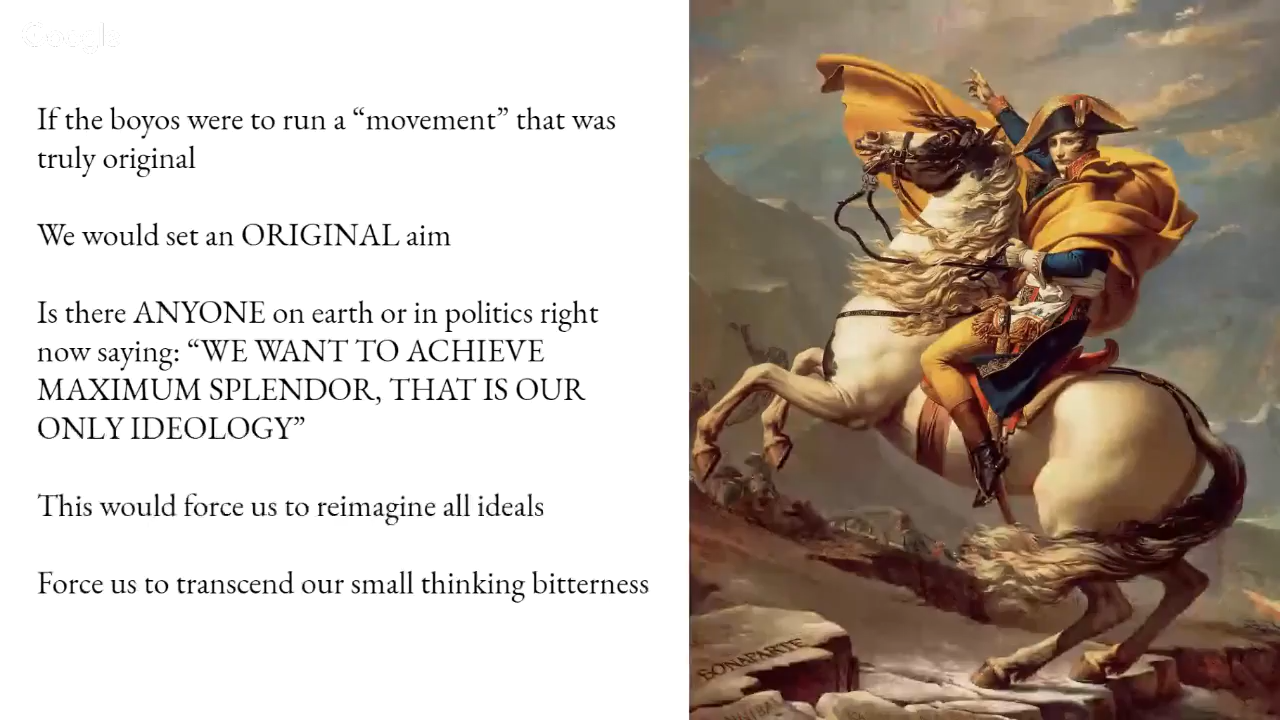 Google
If the boyos were to run a “movement” that was
truly original
We would set an ORIGINAL aim
Is there ANYONE on earth or in politics right
now saying: “WE WANT TO ACHIEVE
MAXIMUM SPLENDOR, THAT IS OUR
ONLY IDEOLOGY”
This would force us to reimagine all ideals
Force us to transcend our small thinking bitterness
BONAPARTE